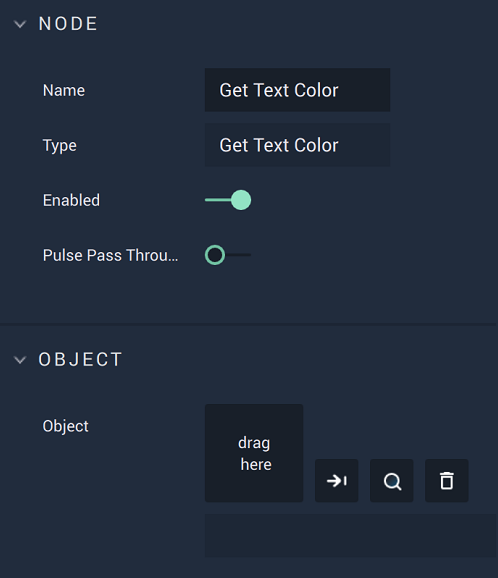 NODE
Name Get Text Color
Type Get Text Color
Enabled
Pulse Pass Throu...
OBJECT
Object
drag
here